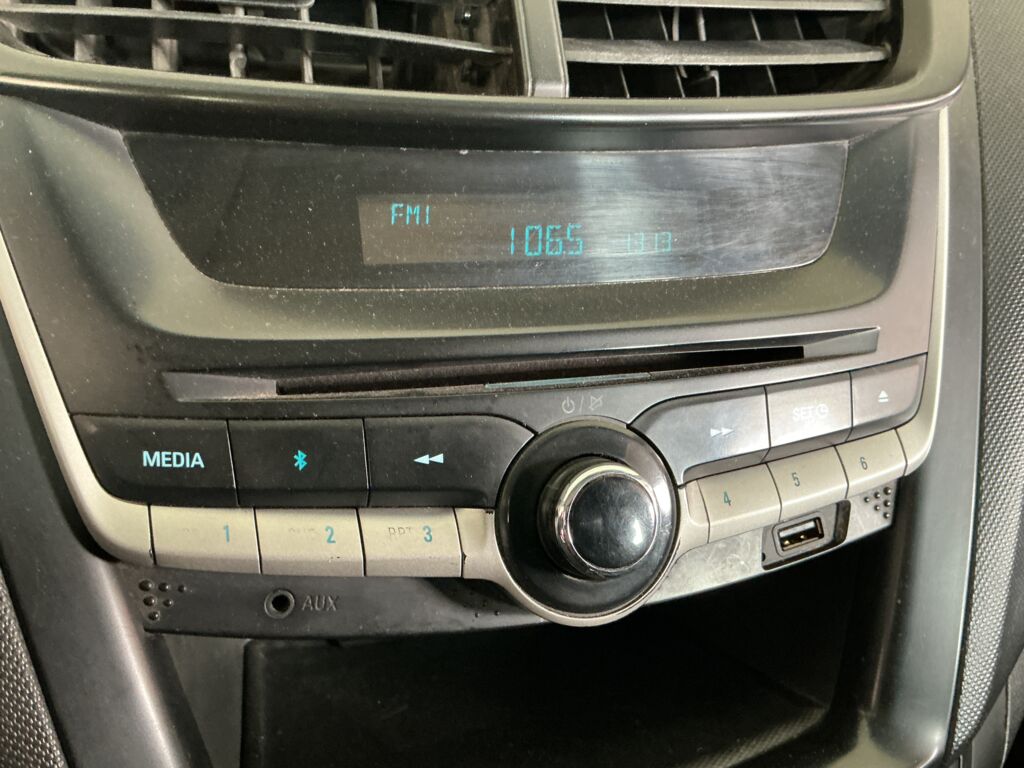 FM1
106.5 13 13
MEDIA
SET
1 2 RPT 3 4 5 6
AUX